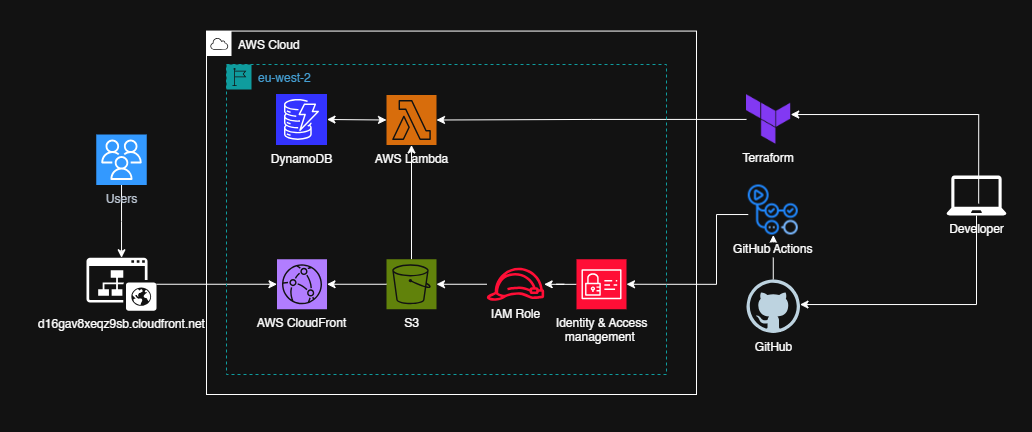 AWS Cloud
eu-west-2
DynamoDB
AWS Lambda
Terraform
Users
GitHub Actions
Developer
d16gav8xeqz9sb.cloudfront.net
AWS CloudFront
S3
IAM Role
Identity & Access
management
GitHub